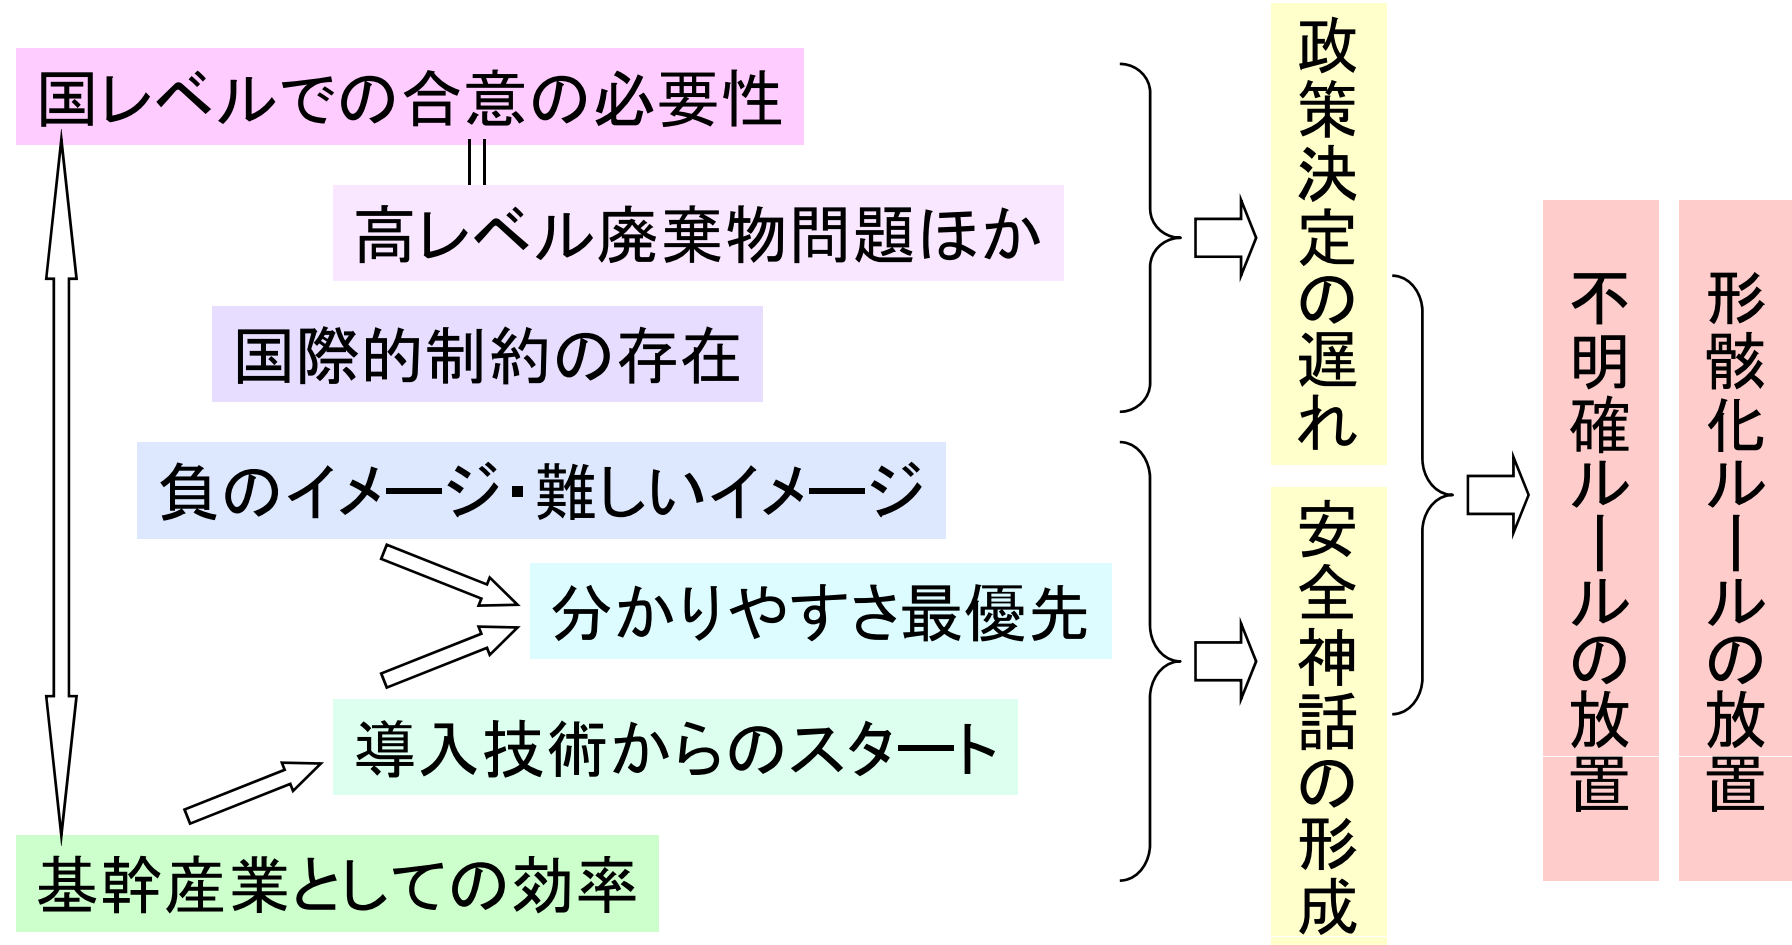 国レベルでの合意の必要性
高レベル廃棄物問題ほか
国際的制約の存在
負のイメージ・難しいイメージ
分かりやすさ最優先
導入技術からのスタート
基幹産業としての効率
政策決定の遅れ
安全神話の形成
不明確ルールの放置
形骸化ルールの放置